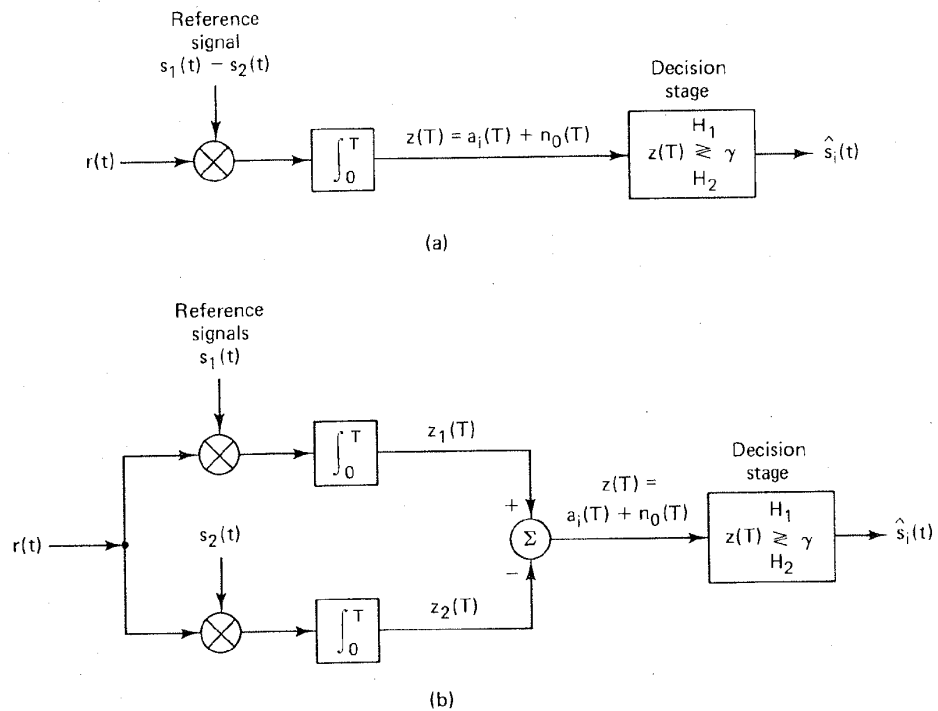 Reference
signal
s₁(t) − s₂(t)
Decision
stage
r(t)
∫₀ᵀ
z(T) = aᵢ(T) + n₀(T)
H₁
z(T) ≷ γ
H₂
ŝᵢ(t)
(a)
Reference
signals
s₁(t)
∫₀ᵀ
z₁(T)
Decision
stage
z(T) =
aᵢ(T) + n₀(T)
+
H₁
r(t)
s₂(t)
Σ
z(T) ≷ γ
ŝᵢ(t)
H₂
−
∫₀ᵀ
z₂(T)
(b)